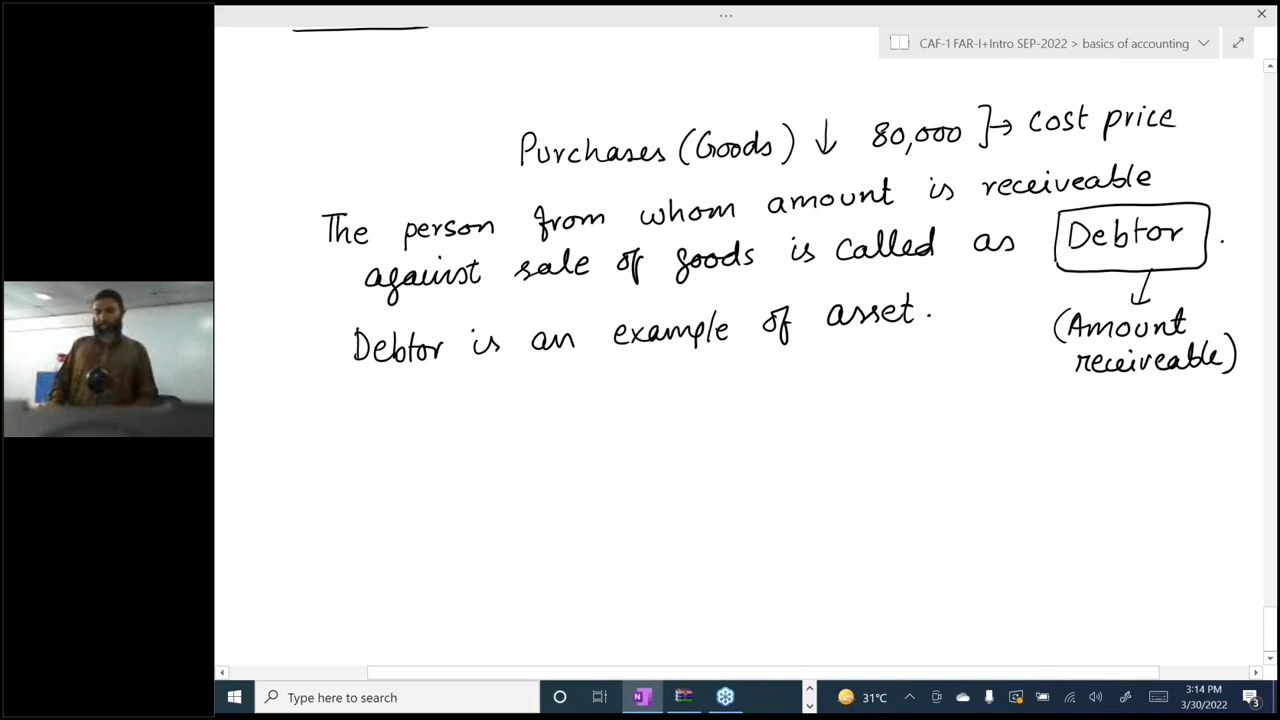 CAF-1 FAR-I+Intro SEP-2022 > basics of accounting
Purchases (Goods) ↓ 80,000 ] → cost price
The person from whom amount is receiveable
against sale of goods is called as Debtor .
Debtor is an example of asset.
(Amount
receiveable)
Type here to search
31°C
3:14 PM
3/30/2022
3